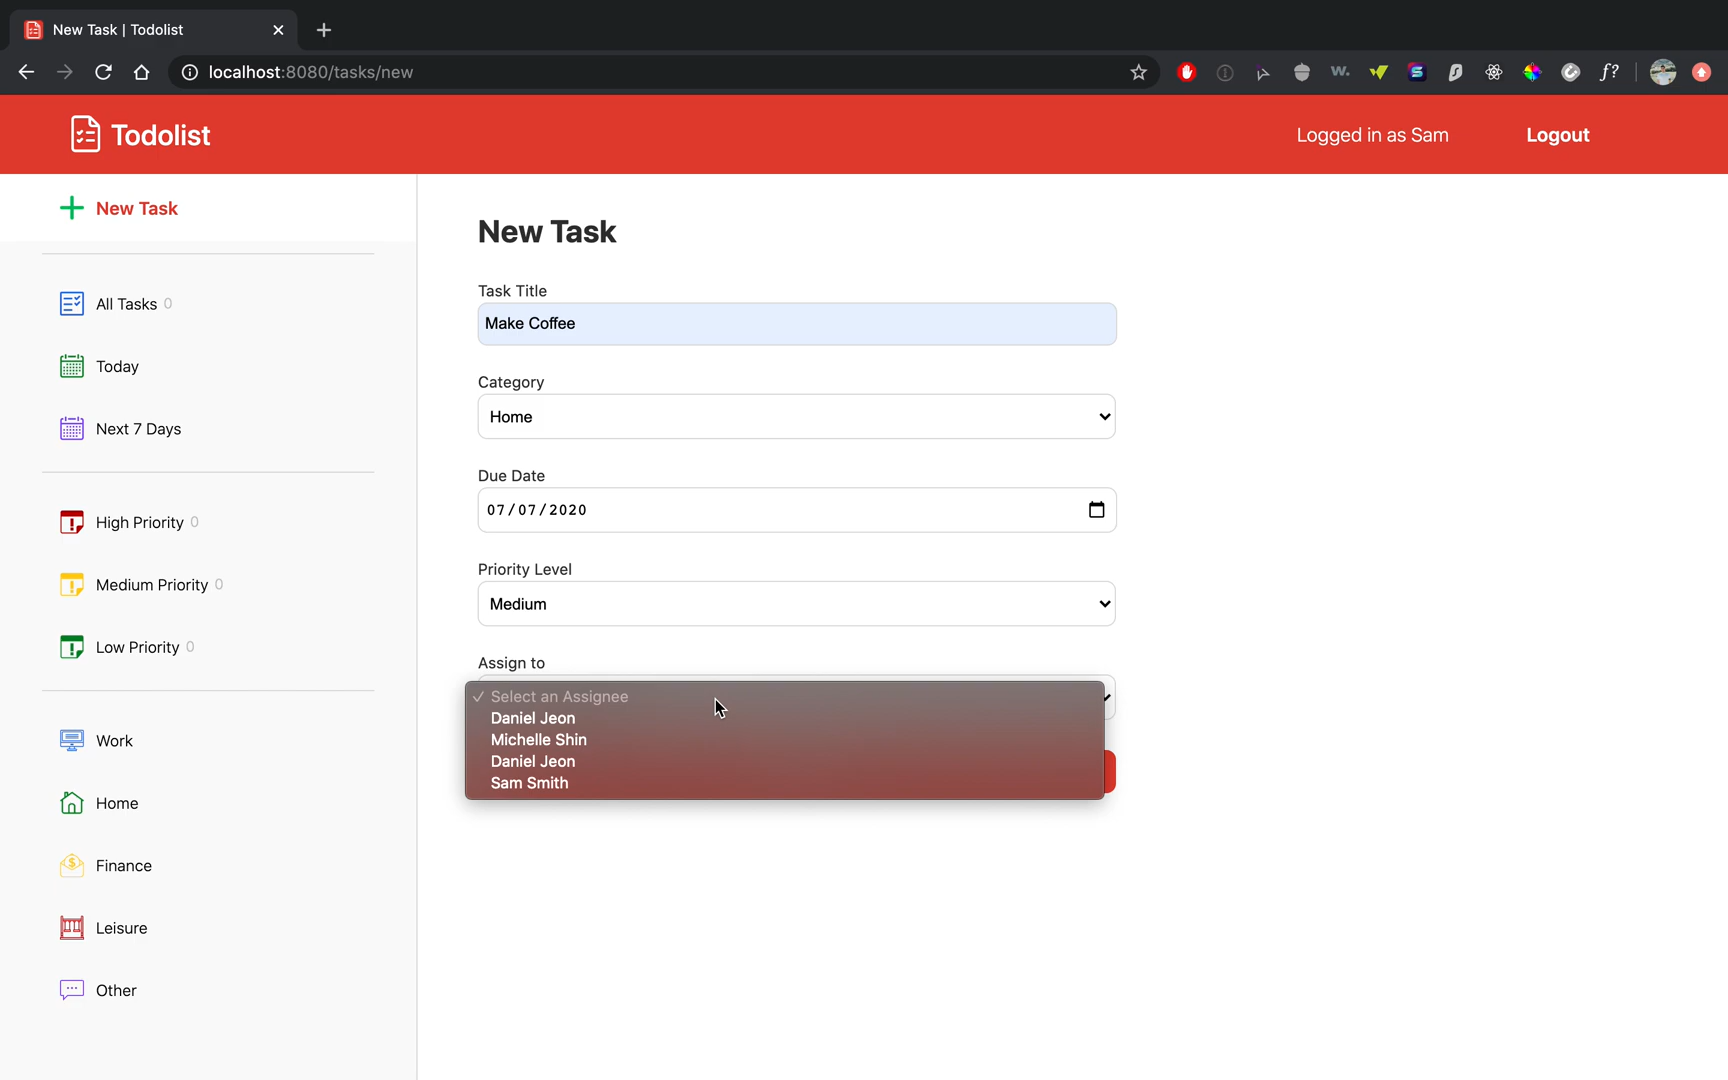 New Task | Todolist
localhost:8080/tasks/new
w.
S
f?
Todolist
Logged in as Sam
Logout
New Task
All Tasks 0
Today
Next 7 Days
High Priority 0
Medium Priority 0
Low Priority 0
Work
Home
Finance
Leisure
Other
New Task
Task Title
Make Coffee
Category
Home
Due Date
07/07/2020
Priority Level
Medium
Assign to
Select an Assignee
Daniel Jeon
Michelle Shin
Daniel Jeon
Sam Smith